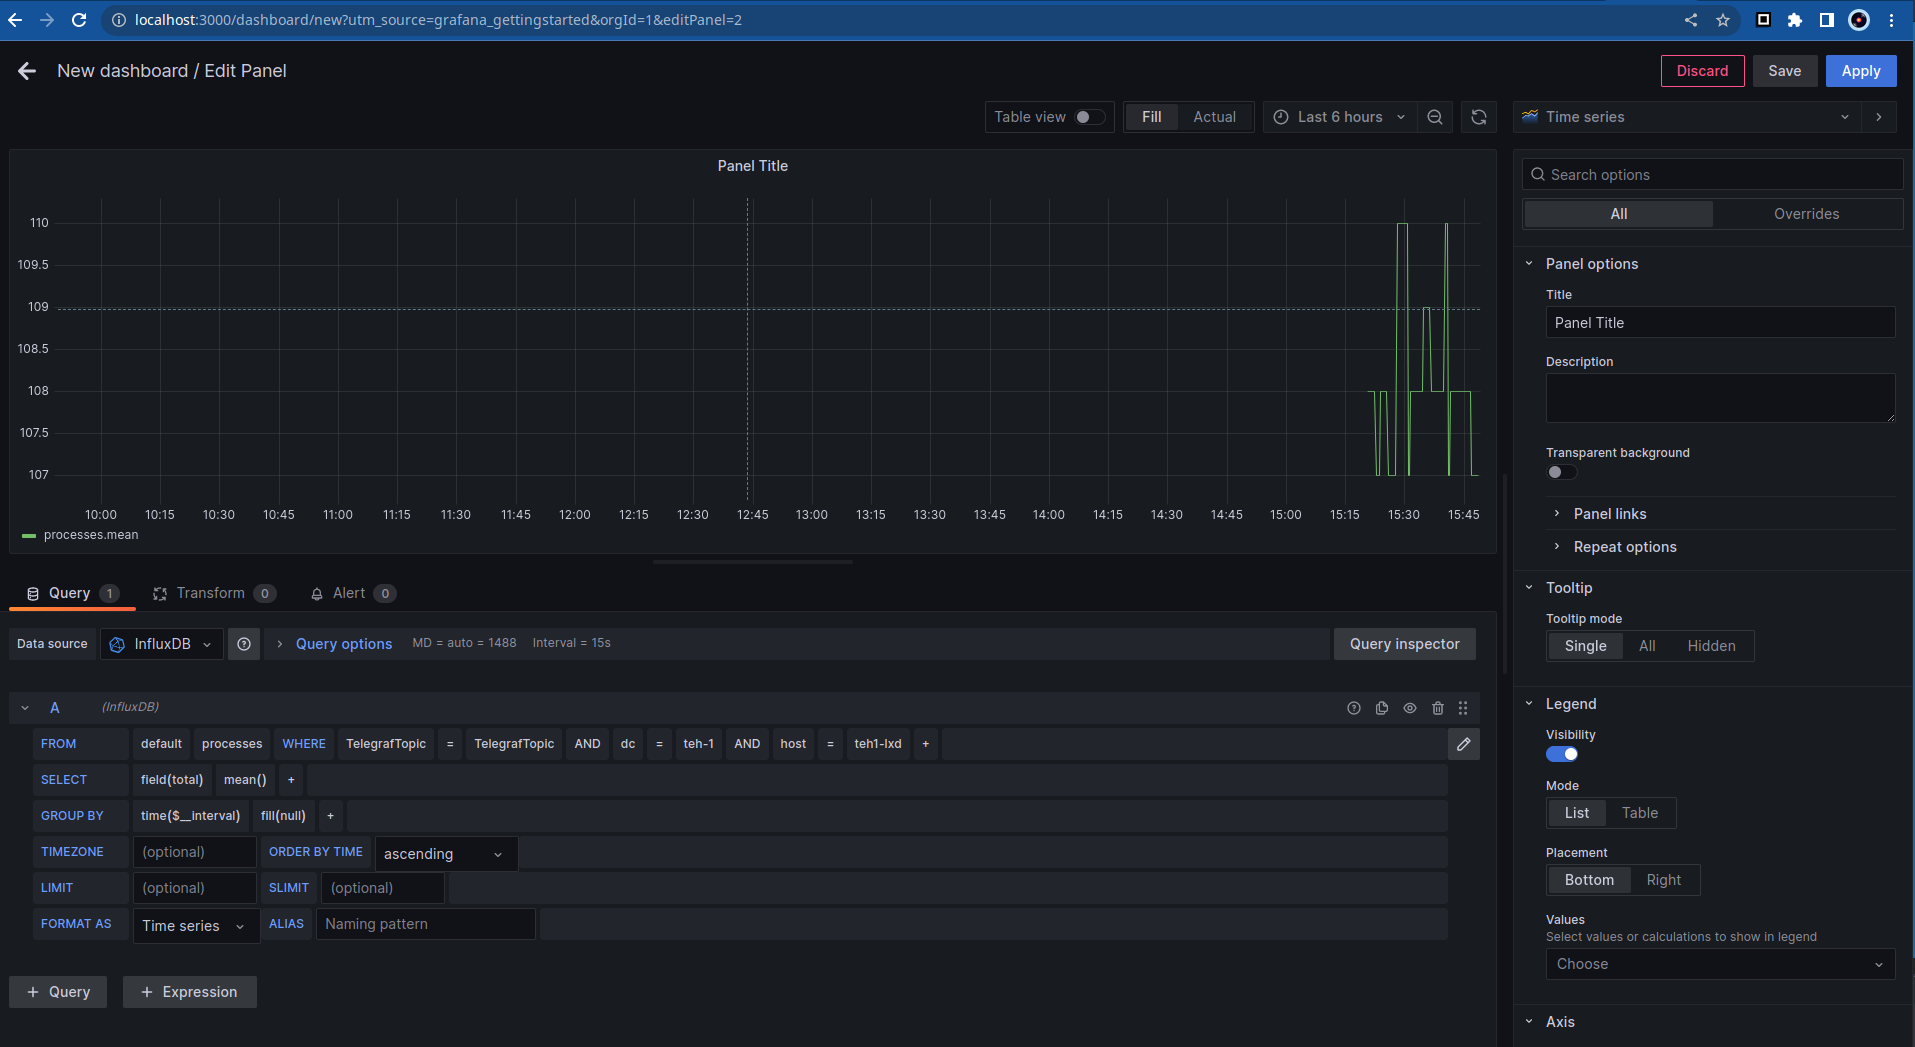 localhost:3000/dashboard/new?utm_source=grafana_gettingstarted&orgId=1&editPanel=2
New dashboard / Edit Panel
Discard Save Apply
Table view Fill Actual Last 6 hours Time series
Panel Title
110
109.5
109
108.5
108
107.5
107
10:00 10:15 10:30 10:45 11:00 11:15 11:30 11:45 12:00 12:15 12:30 12:45 13:00 13:15 13:30 13:45 14:00 14:15 14:30 14:45 15:00 15:15 15:30 15:45
processes.mean
Query 1 Transform 0 Alert 0
Data source InfluxDB Query options MD = auto = 1488 Interval = 15s Query inspector
A (InfluxDB)
FROM default processes WHERE TelegrafTopic = TelegrafTopic AND dc = teh-1 AND host = teh1-lxd +
SELECT field(total) mean() +
GROUP BY time($__interval) fill(null) +
TIMEZONE (optional) ORDER BY TIME ascending
LIMIT (optional) SLIMIT (optional)
FORMAT AS Time series ALIAS Naming pattern
+ Query + Expression
Search options
All Overrides
Panel options
Title
Panel Title
Description
Transparent background
Panel links
Repeat options
Tooltip
Tooltip mode
Single All Hidden
Legend
Visibility
Mode
List Table
Placement
Bottom Right
Values
Select values or calculations to show in legend
Choose
Axis